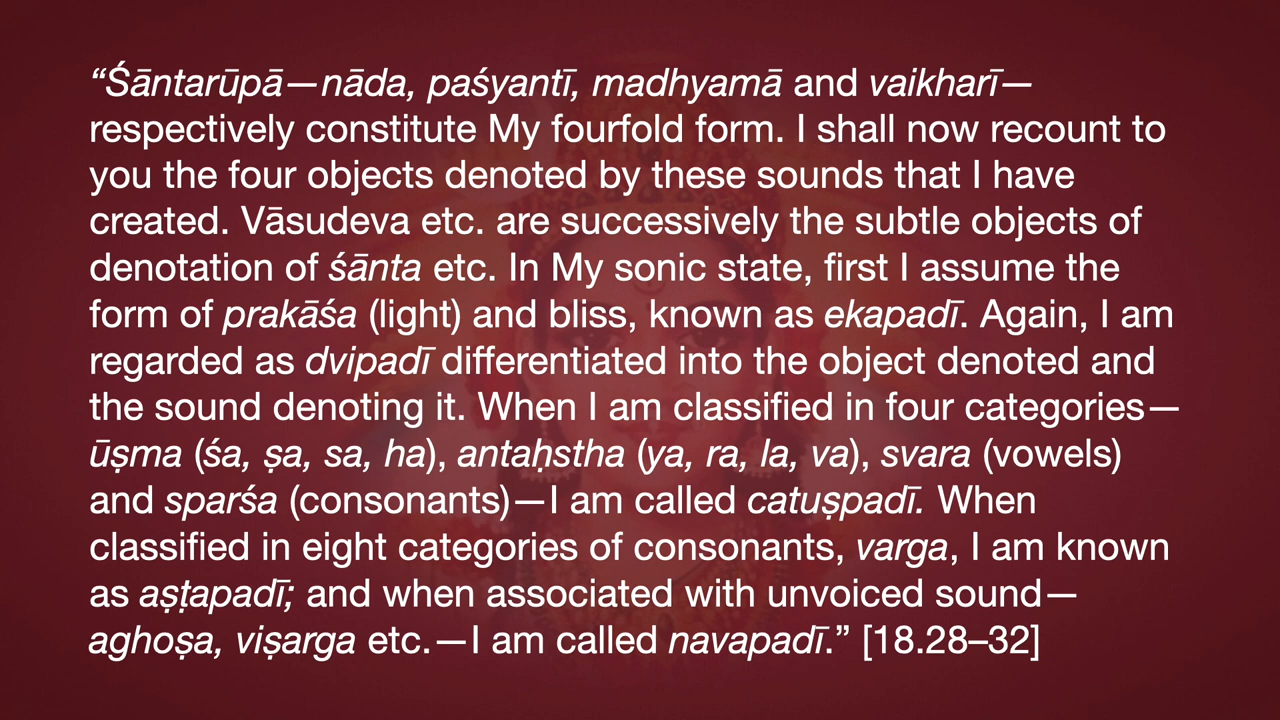 “Śāntarūpā—nāda, paśyantī, madhyamā and vaikharī—
respectively constitute My fourfold form. I shall now recount to
you the four objects denoted by these sounds that I have
created. Vāsudeva etc. are successively the subtle objects of
denotation of śānta etc. In My sonic state, first I assume the
form of prakāśa (light) and bliss, known as ekapadī. Again, I am
regarded as dvipadī differentiated into the object denoted and
the sound denoting it. When I am classified in four categories—
ūṣma (śa, ṣa, sa, ha), antaḥstha (ya, ra, la, va), svara (vowels)
and sparśa (consonants)—I am called catuṣpadī. When
classified in eight categories of consonants, varga, I am known
as aṣṭapadī; and when associated with unvoiced sound—
aghoṣa, viṣarga etc.—I am called navapadī.” [18.28–32]